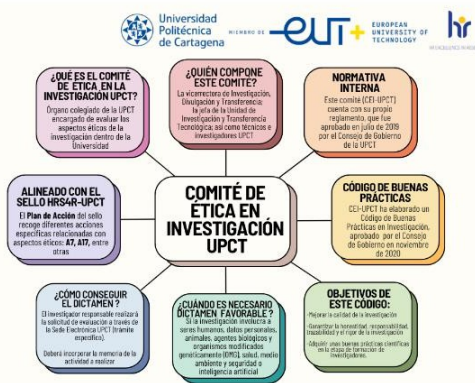 Universidad
Politécnica
de Cartagena
MIEMBRO DE
EUT+
EUROPEAN
UNIVERSITY OF
TECHNOLOGY
hr
¿QUÉ ES EL COMITÉ
DE ÉTICA EN LA
INVESTIGACIÓN UPCT?
Órgano colegiado de la UPCT
encargado de evaluar los
aspectos éticos de la
investigación dentro de la
Universidad
¿QUIÉN COMPONE
ESTE COMITÉ?
La vicerrectora de Investigación,
Divulgación y Transferencia;
la jefa de la Unidad de
Investigación y Transferencia
Tecnológica; así como técnicos e
investigadores UPCT
NORMATIVA
INTERNA
Este comité (CEI-UPCT)
cuenta con su propio
reglamento, que fue
aprobado en julio de 2019
por el Consejo de Gobierno
de la UPCT
ALINEADO CON EL
SELLO HRS4R-UPCT
El Plan de Acción del sello
recoge diferentes acciones
específicas relacionadas con
aspectos éticos: A7, A17, entre
otras
COMITÉ DE
ÉTICA EN
INVESTIGACIÓN
UPCT
CÓDIGO DE BUENAS
PRÁCTICAS
CEI-UPCT ha elaborado un
Código de Buenas
Prácticas en Investigación,
aprobado por el Consejo
de Gobierno en noviembre
de 2020
¿CÓMO CONSEGUIR
EL DICTAMEN?
El investigador responsable realizará
la solicitud de evaluación a través de
la Sede Electrónica UPCT (trámite
específico).
Deberá incorporar la memoria de la
actividad a realizar
¿CUÁNDO ES NECESARIO
DICTAMEN FAVORABLE?
Si la investigación involucra a
seres humanos, datos personales,
animales, agentes biológicos y
organismos modificados
genéticamente (OMG), salud, medio
ambiente y seguridad o
inteligencia artificial
OBJETIVOS DE
ESTE CÓDIGO:
-Mejorar la calidad de la investigación
-Garantizar la honestidad, responsabilidad,
trazabilidad y el rigor de la investigación
-Adquirir unas buenas prácticas científicas
en la etapa de formación de
investigadores.